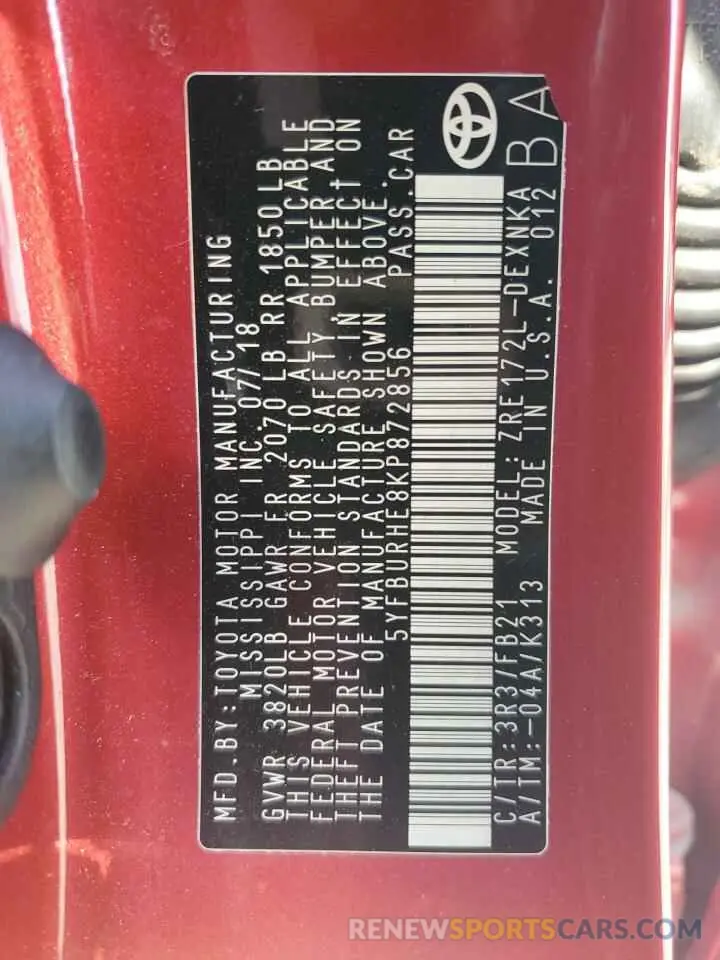 MFD.BY:TOYOTA MOTOR MANUFACTURING
MISSISSIPPI INC. 07/18
GVWR 3820LB GAWR FR 2070 LB RR 1850LB
THIS VEHICLE CONFORMS TO ALL APPLICABLE
FEDERAL MOTOR VEHICLE SAFETY, BUMPER, AND
THEFT PREVENTION STANDARDS IN EFFECT ON
THE DATE OF MANUFACTURE SHOWN ABOVE.
5YFBURHE8KP872856 PASS.CAR
C/TR:3R3/FB21 MODEL:ZRE172L-DEXNKA
A/TM:-04A/K313 MADE IN U.S.A. 012
BA
RENEWSPORTSCARS.COM